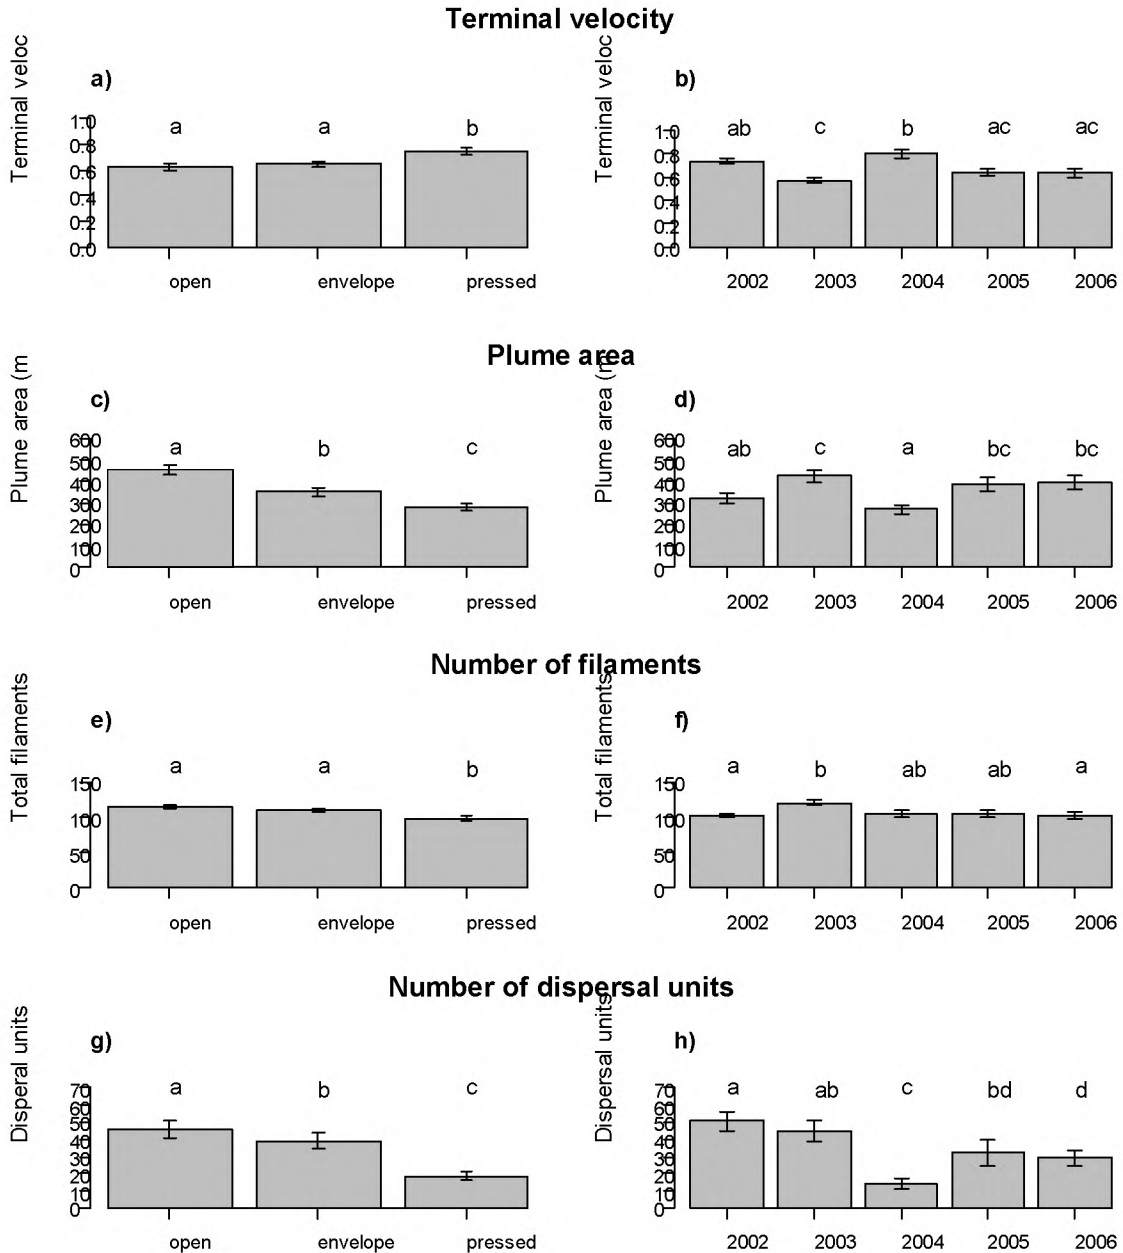 Terminal velocity
a)
Terminal veloc
1.0
0.8
0.6
0.4
0.2
0.0
a a b
open envelope pressed
b)
Terminal veloc
1.0
0.8
0.6
0.4
0.2
0.0
ab c b ac ac
2002 2003 2004 2005 2006
Plume area
c)
Plume area (m
600
500
400
300
200
100
0
a b c
open envelope pressed
d)
Plume area (m
600
500
400
300
200
100
0
ab c a bc bc
2002 2003 2004 2005 2006
Number of filaments
e)
Total filaments
150
100
50
0
a a b
open envelope pressed
f)
Total filaments
150
100
50
0
a b ab ab a
2002 2003 2004 2005 2006
Number of dispersal units
g)
Disperal units
70
60
50
40
30
20
10
0
a b c
open envelope pressed
h)
Dispersal units
70
60
50
40
30
20
10
0
a ab c bd d
2002 2003 2004 2005 2006